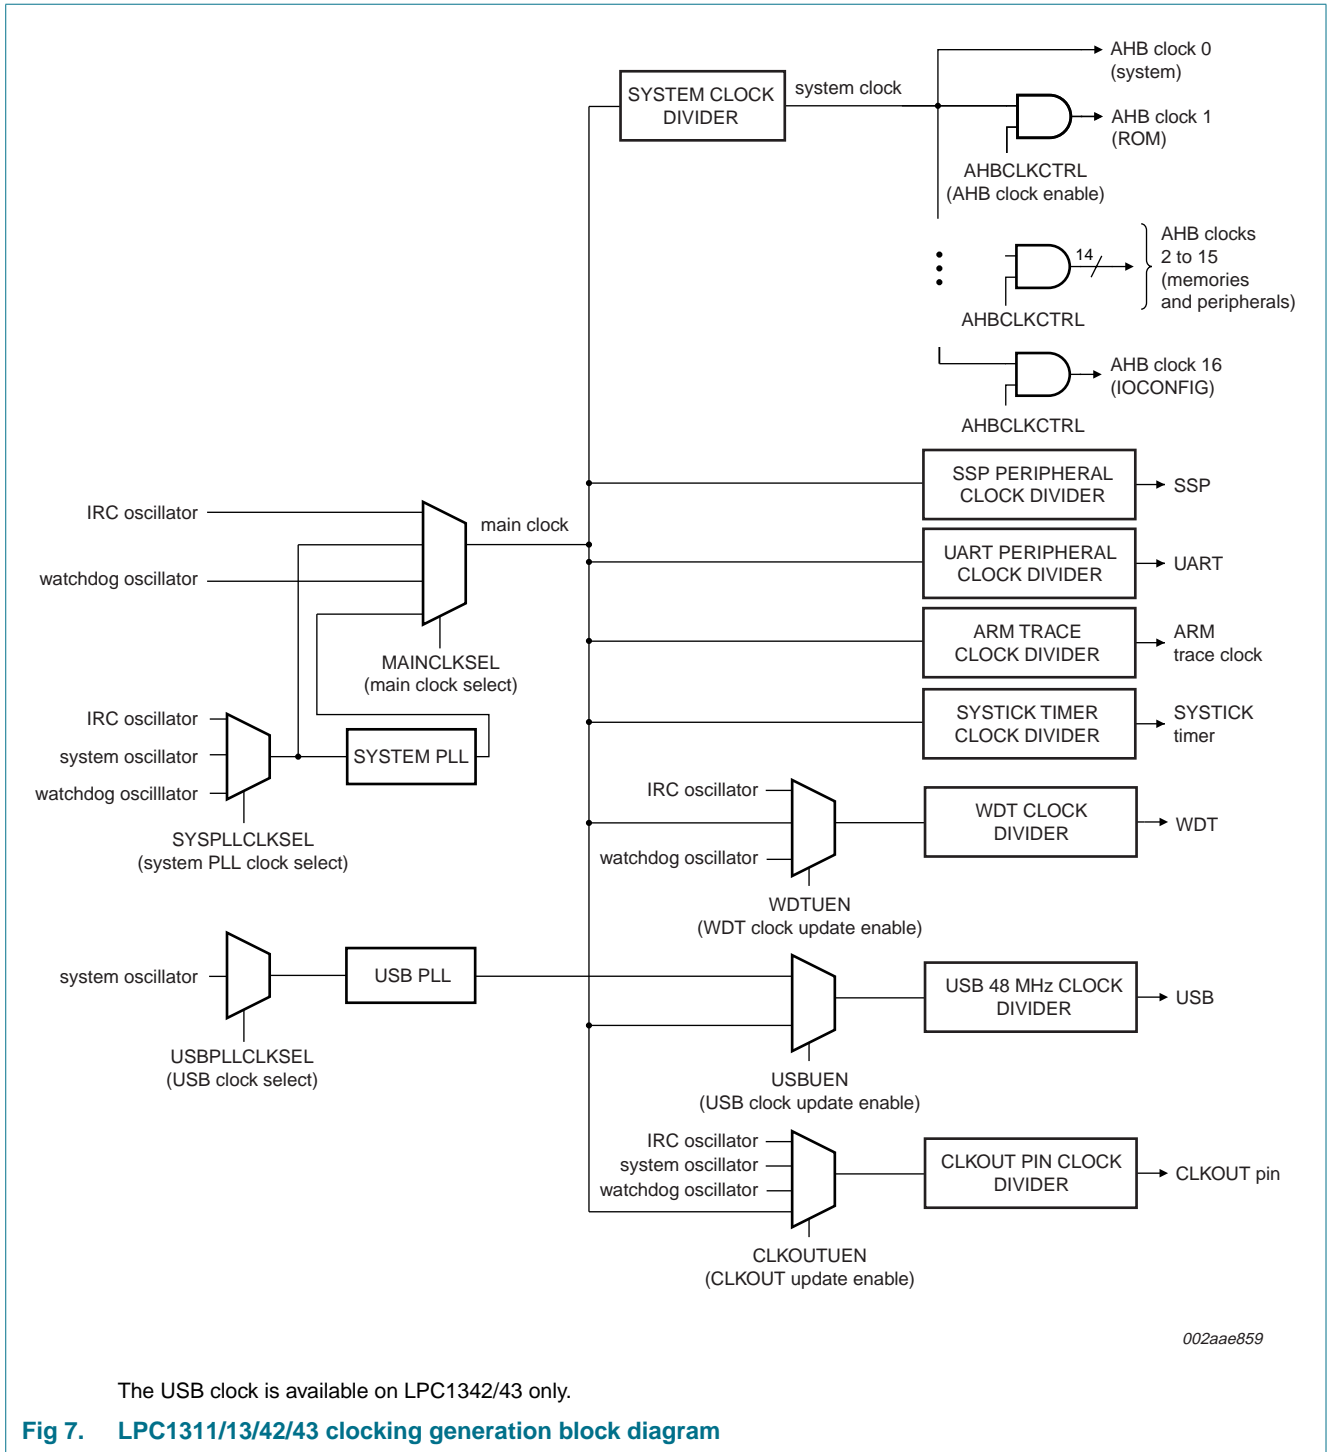 AHB clock 0
(system)
SYSTEM CLOCK
DIVIDER
system clock
AHB clock 1
(ROM)
AHBCLKCTRL
(AHB clock enable)
14
AHB clocks
2 to 15
(memories
and peripherals)
AHBCLKCTRL
AHB clock 16
(IOCONFIG)
AHBCLKCTRL
SSP PERIPHERAL
CLOCK DIVIDER
SSP
IRC oscillator
main clock
watchdog oscillator
UART PERIPHERAL
CLOCK DIVIDER
UART
MAINCLKSEL
(main clock select)
ARM TRACE
CLOCK DIVIDER
ARM
trace clock
IRC oscillator
system oscillator
watchdog oscilllator
SYSTEM PLL
SYSPLLCLKSEL
(system PLL clock select)
SYSTICK TIMER
CLOCK DIVIDER
SYSTICK
timer
IRC oscillator
watchdog oscillator
WDT CLOCK
DIVIDER
WDT
WDTUEN
(WDT clock update enable)
system oscillator
USB PLL
USBPLLCLKSEL
(USB clock select)
USB 48 MHz CLOCK
DIVIDER
USB
USBUEN
(USB clock update enable)
IRC oscillator
system oscillator
watchdog oscillator
CLKOUT PIN CLOCK
DIVIDER
CLKOUT pin
CLKOUTUEN
(CLKOUT update enable)
002aae859
The USB clock is available on LPC1342/43 only.
Fig 7. LPC1311/13/42/43 clocking generation block diagram